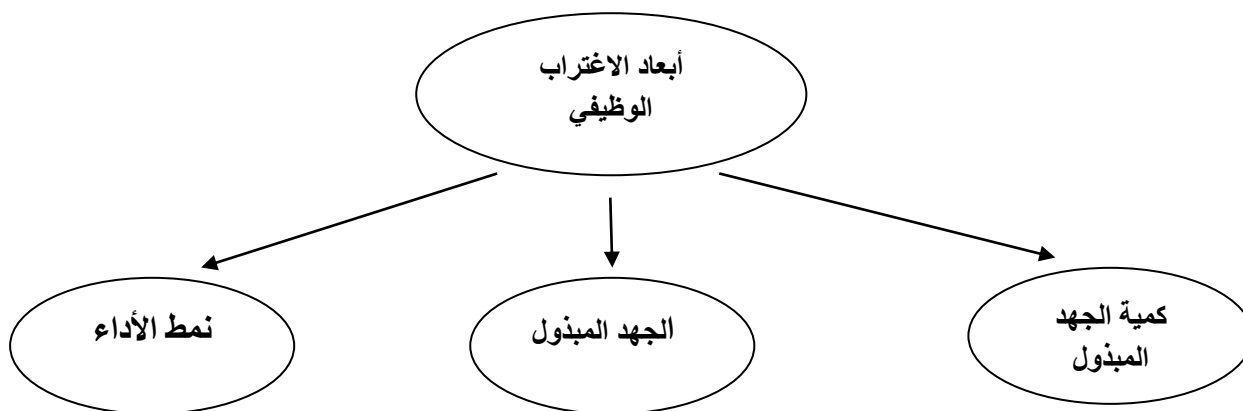 أبعاد الاغتراب
الوظيفي
كمية الجهد
المبذول
الجهد المبذول
نمط الأداء